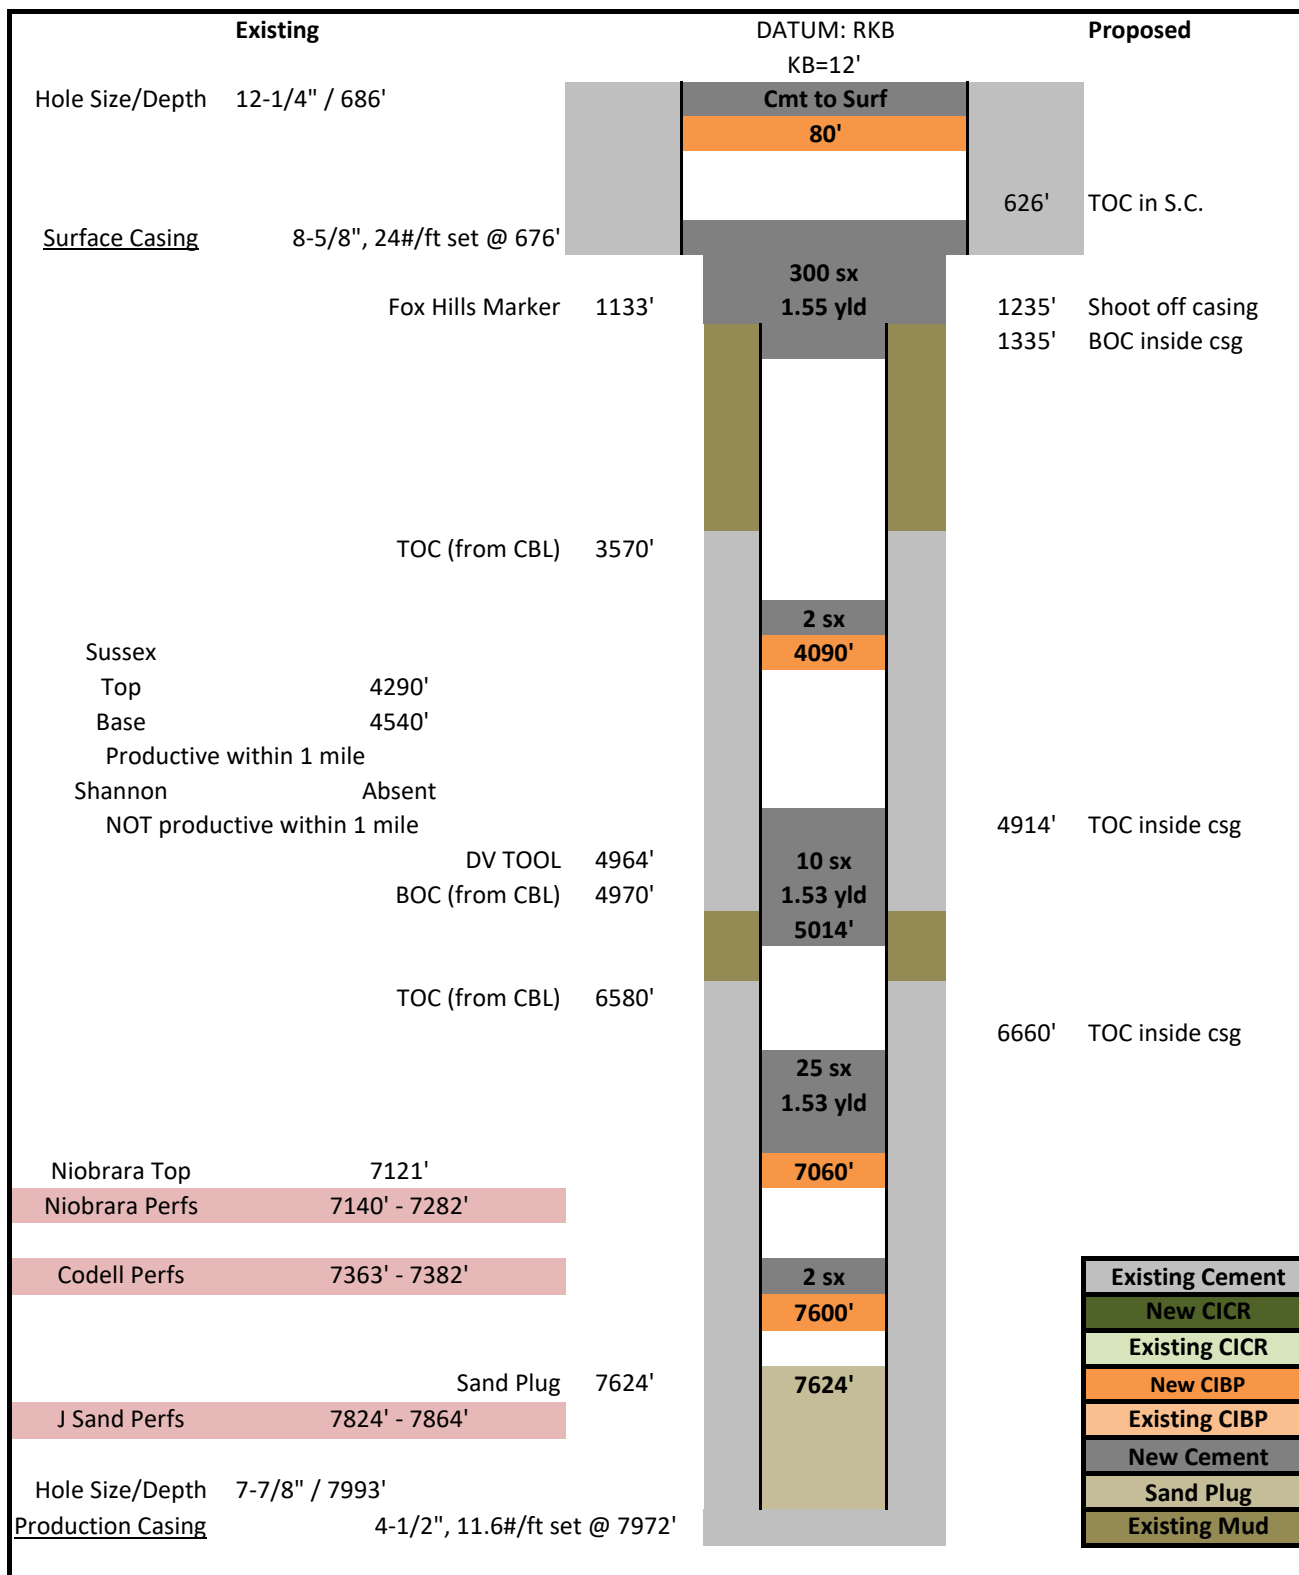 Existing DATUM: RKB Proposed
KB=12'
Hole Size/Depth 12-1/4" / 686' Cmt to Surf
80'
626' TOC in S.C.
Surface Casing 8-5/8", 24#/ft set @ 676'
300 sx
Fox Hills Marker 1133' 1.55 yld 1235' Shoot off casing
1335' BOC inside csg
TOC (from CBL) 3570'
2 sx
Sussex 4090'
Top 4290'
Base 4540'
Productive within 1 mile
Shannon Absent
NOT productive within 1 mile 4914' TOC inside csg
DV TOOL 4964' 10 sx
BOC (from CBL) 4970' 1.53 yld
5014'
TOC (from CBL) 6580'
6660' TOC inside csg
25 sx
1.53 yld
Niobrara Top 7121' 7060'
Niobrara Perfs 7140' - 7282'
Codell Perfs 7363' - 7382' 2 sx Existing Cement
7600' New CICR
Existing CICR
Sand Plug 7624' 7624' New CIBP
J Sand Perfs 7824' - 7864' Existing CIBP
New Cement
Hole Size/Depth 7-7/8" / 7993' Sand Plug
Production Casing 4-1/2", 11.6#/ft set @ 7972' Existing Mud